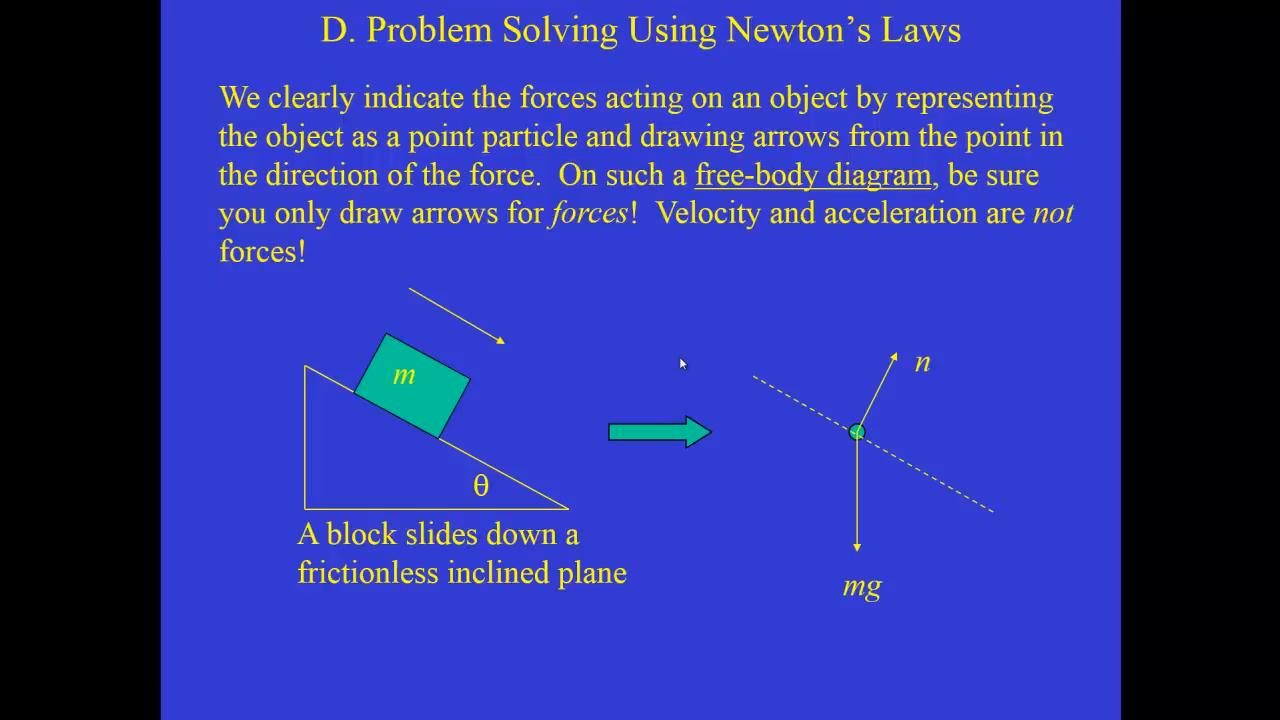 D. Problem Solving Using Newton's Laws
We clearly indicate the forces acting on an object by representing
the object as a point particle and drawing arrows from the point in
the direction of the force.  On such a free-body diagram, be sure
you only draw arrows for forces!  Velocity and acceleration are not
forces!
m
θ
A block slides down a
frictionless inclined plane
n
mg